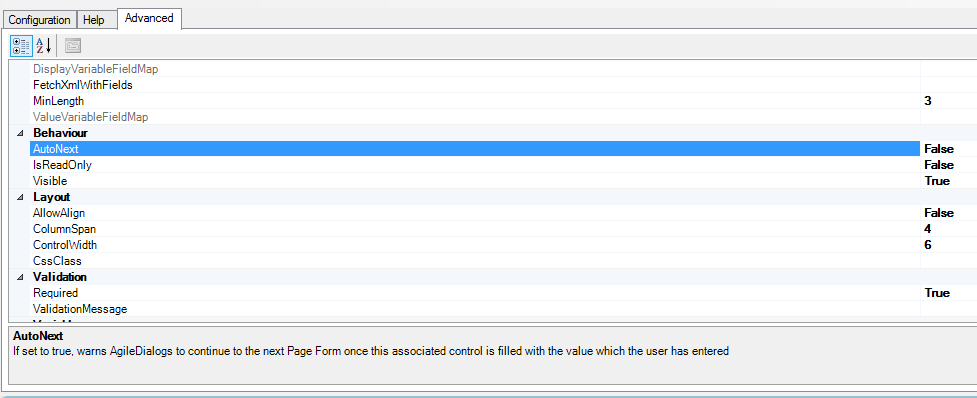 Configuration Help Advanced
DisplayVariableFieldMap
FetchXmlWithFields
MinLength 3
ValueVariableFieldMap
Behaviour
AutoNext False
IsReadOnly False
Visible True
Layout
AllowAlign False
ColumnSpan 4
ControlWidth 6
CssClass
Validation
Required True
ValidationMessage
AutoNext
If set to true, warns AgileDialogs to continue to the next Page Form once this associated control is filled with the value which the user has entered